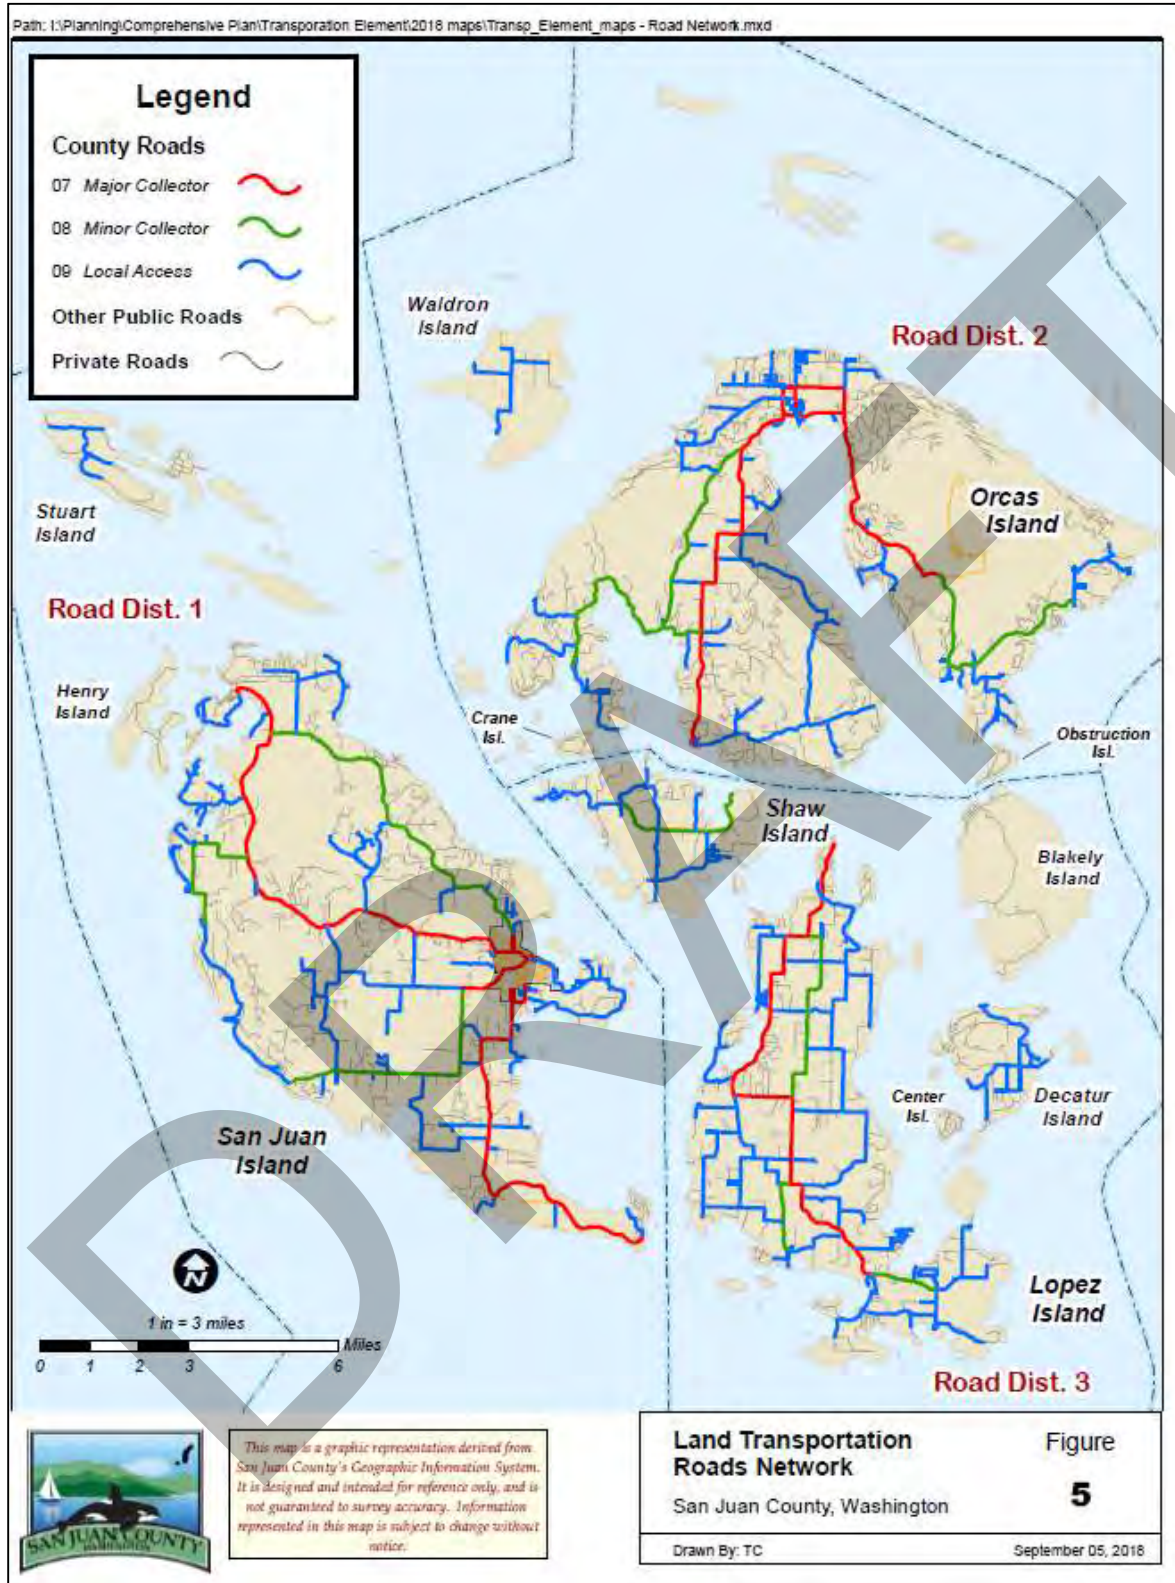 Path: I:\Planning\Comprehensive Plan\Transporation Element\2018 maps\Transp_Element_maps - Road Network.mxd
Legend
County Roads
07 Major Collector
08 Minor Collector
09 Local Access
Other Public Roads
Private Roads
Waldron
Island
Road Dist. 2
Stuart
Island
Orcas
Island
Road Dist. 1
Henry
Island
Crane
Isl.
Obstruction
Isl.
Shaw
Island
Blakely
Island
Center
Isl.
Decatur
Island
San Juan
Island
Lopez
Island
Road Dist. 3
N
1 in = 3 miles
Miles
0 1 2 3 6
DRAFT
SAN JUAN COUNTY
WASHINGTON
This map is a graphic representation derived from
San Juan County's Geographic Information System.
It is designed and intended for reference only, and is
not guaranteed to survey accuracy. Information
represented in this map is subject to change without
notice.
Land Transportation
Roads Network
San Juan County, Washington
Figure
5
Drawn By: TC
September 05, 2018